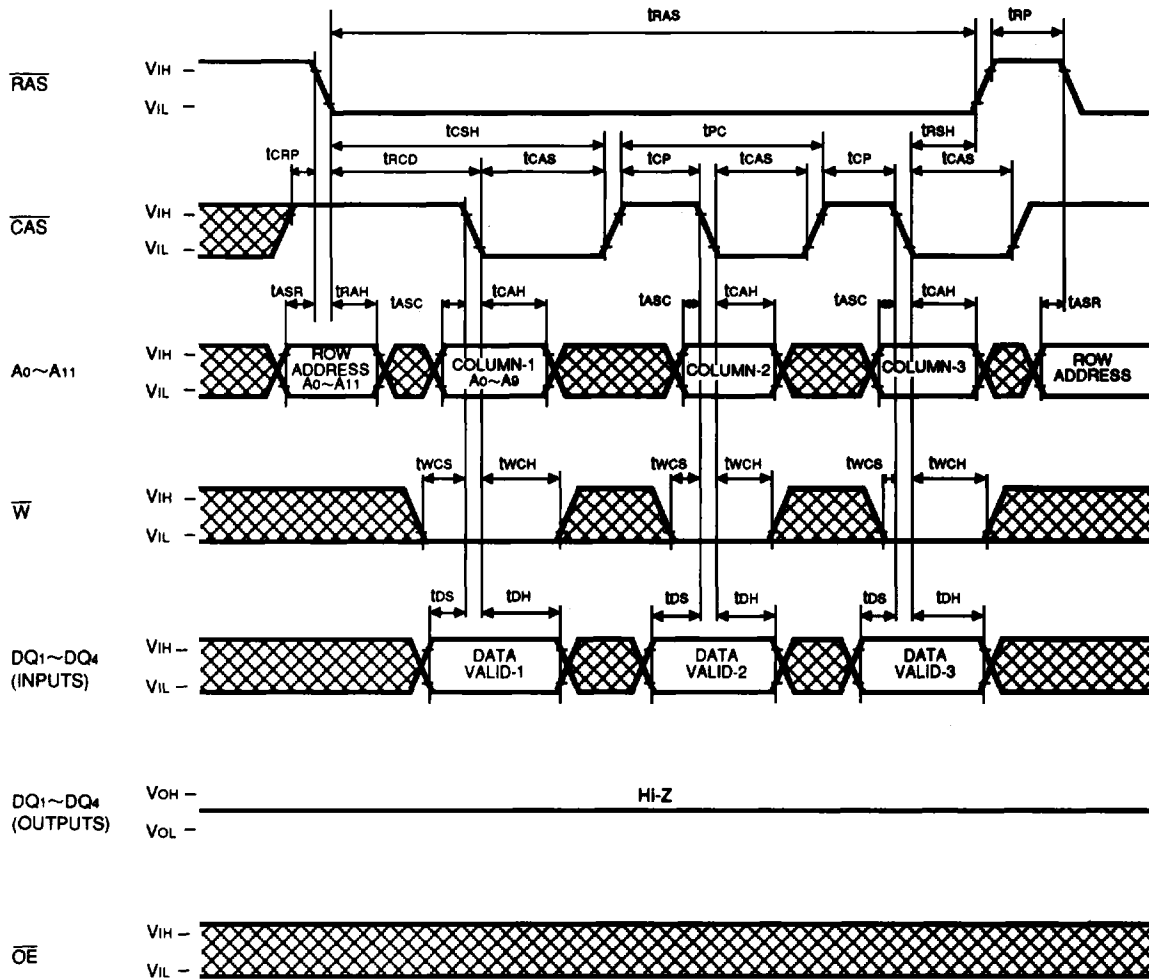 tRAS
tRP
RAS
VIH
VIL
tCSH
tPC
tRSH
tCRP
tRCD
tCAS
tCP
tCAS
tCP
tCAS
CAS
VIH
VIL
tASR
tRAH
tASC
tCAH
tASC
tCAH
tASC
tCAH
tASR
A0~A11
VIH
VIL
ROW
ADDRESS
A0~A11
COLUMN-1
A0~A9
COLUMN-2
COLUMN-3
ROW
ADDRESS
tWCS
tWCH
tWCS
tWCH
tWCS
tWCH
W
VIH
VIL
tDS
tDH
tDS
tDH
tDS
tDH
DQ1~DQ4
(INPUTS)
VIH
VIL
DATA
VALID-1
DATA
VALID-2
DATA
VALID-3
DQ1~DQ4
(OUTPUTS)
VOH
VOL
Hi-Z
OE
VIH
VIL